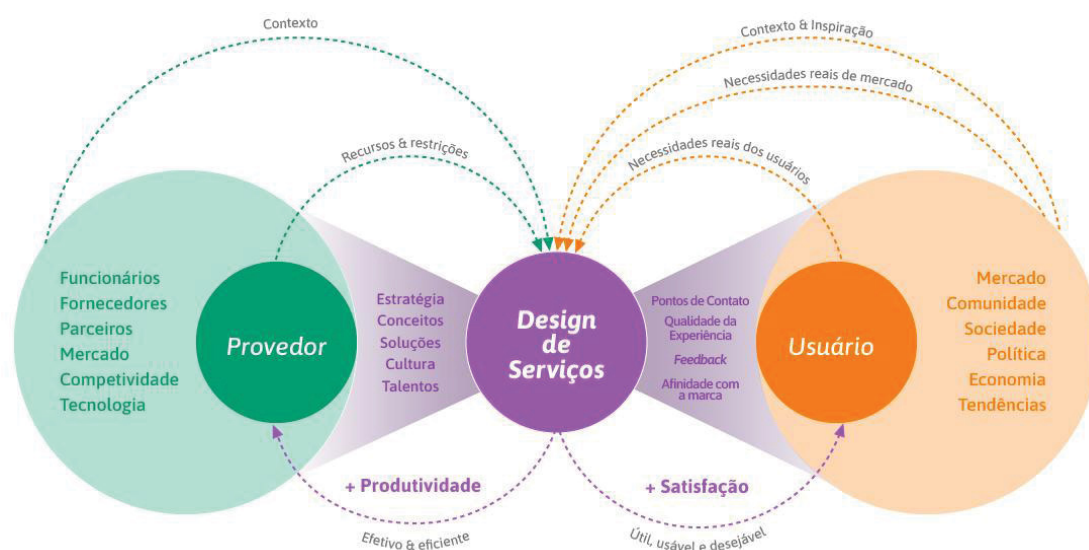 Contexto
Contexto & Inspiração
Necessidades reais de mercado
Recursos & restrições
Necessidades reais dos usuários
Funcionários
Fornecedores
Parceiros
Mercado
Competividade
Tecnologia
Provedor
Estratégia
Conceitos
Soluções
Cultura
Talentos
Design
de
Serviços
Pontos de Contato
Qualidade da
Experiência
Feedback
Afinidade com
a marca
Usuário
Mercado
Comunidade
Sociedade
Política
Economia
Tendências
+ Produtividade
+ Satisfação
Efetivo & eficiente
Útil, usável e desejável